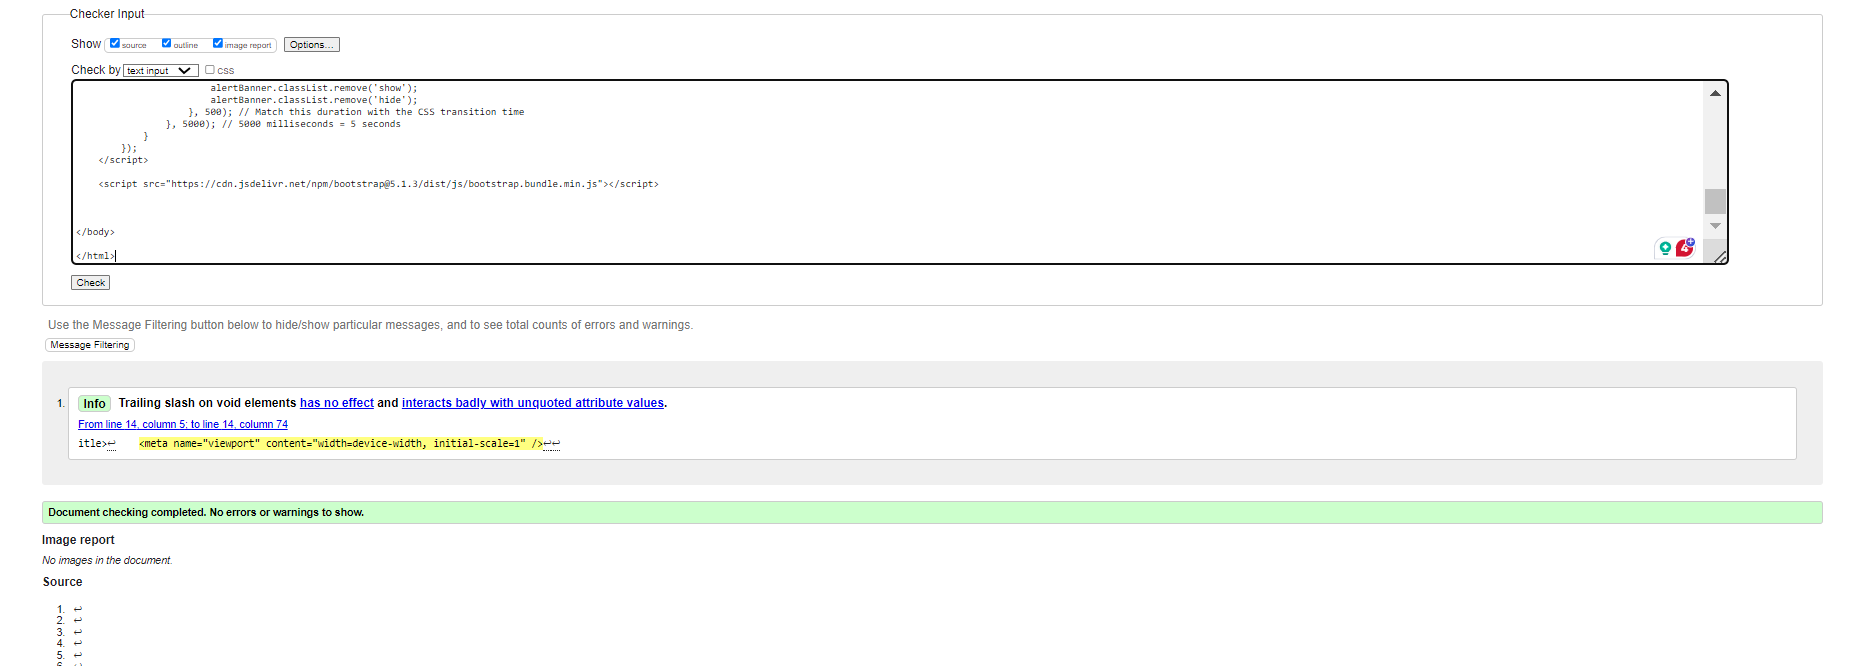 Checker Input
Show source outline image report Options...
Check by text input css
alertBanner.classList.remove('show');
alertBanner.classList.remove('hide');
}, 500); // Match this duration with the CSS transition time
}, 5000); // 5000 milliseconds = 5 seconds
}
});
</script>
<script src="https://cdn.jsdelivr.net/npm/bootstrap@5.1.3/dist/js/bootstrap.bundle.min.js"></script>
</body>
</html>
Check
Use the Message Filtering button below to hide/show particular messages, and to see total counts of errors and warnings.
Message Filtering
1. Info Trailing slash on void elements has no effect and interacts badly with unquoted attribute values.
From line 14, column 5; to line 14, column 74
itle>↩ <meta name="viewport" content="width=device-width, initial-scale=1" />↩↩
Document checking completed. No errors or warnings to show.
Image report
No images in the document.
Source
1. ↩
2. ↩
3. ↩
4. ↩
5. ↩